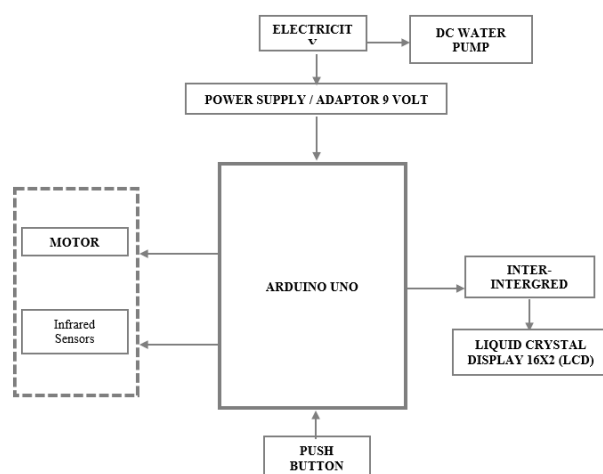 ELECTRICIT
Y
DC WATER
PUMP
POWER SUPPLY / ADAPTOR 9 VOLT
MOTOR
Infrared
Sensors
ARDUINO UNO
INTER-
INTERGRED
LIQUID CRYSTAL
DISPLAY 16X2 (LCD)
PUSH
BUTTON